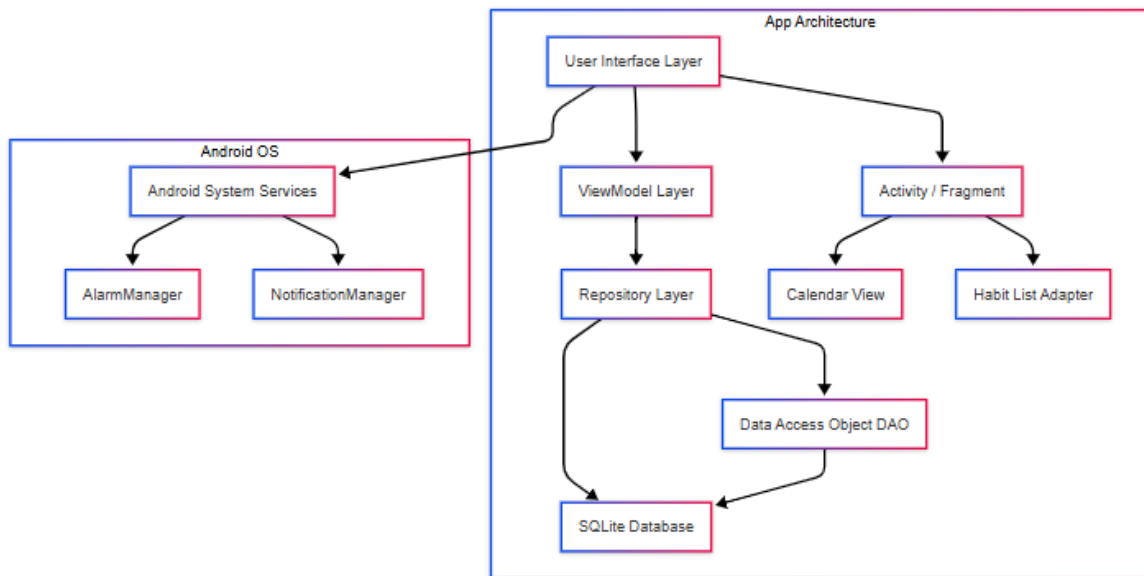 App Architecture
User Interface Layer
Android OS
Android System Services
ViewModel Layer
Activity / Fragment
AlarmManager
NotificationManager
Repository Layer
Calendar View
Habit List Adapter
Data Access Object DAO
SQLite Database